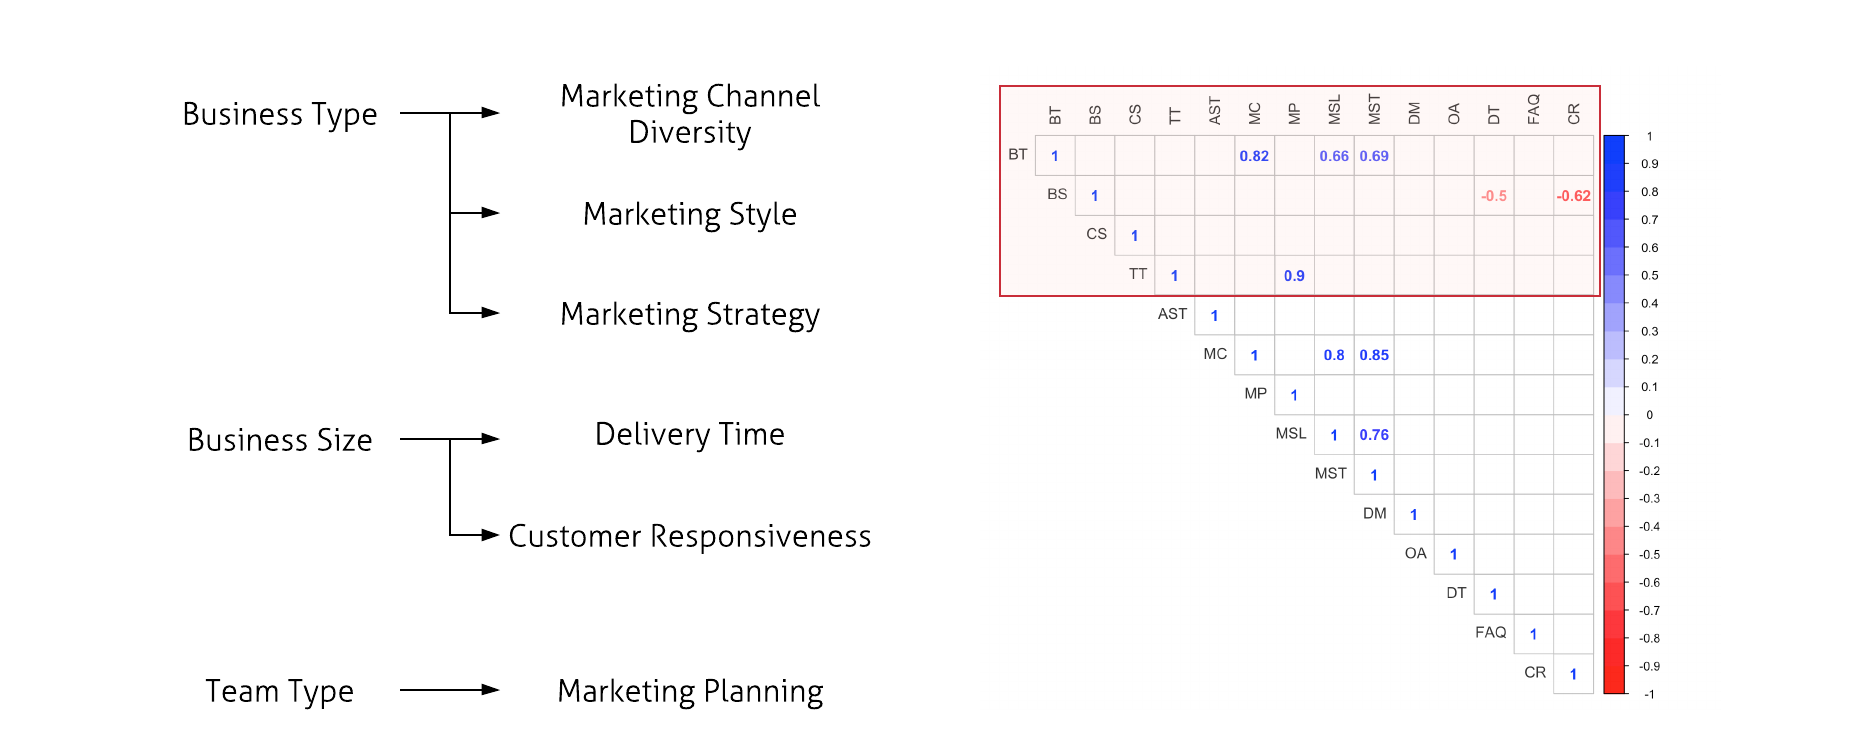 Business Type
Marketing Channel
Diversity
Marketing Style
Marketing Strategy
Business Size
Delivery Time
Customer Responsiveness
Team Type
Marketing Planning
BT BS CS TT AST MC MP MSL MST DM OA DT FAQ CR
BT 1 0.82 0.66 0.69
BS 1 -0.5 -0.62
CS 1
TT 1 0.9
AST 1
MC 1 0.8 0.85
MP 1
MSL 1 0.76
MST 1
DM 1
OA 1
DT 1
FAQ 1
CR 1
1
0.9
0.8
0.7
0.6
0.5
0.4
0.3
0.2
0.1
0
-0.1
-0.2
-0.3
-0.4
-0.5
-0.6
-0.7
-0.8
-0.9
-1